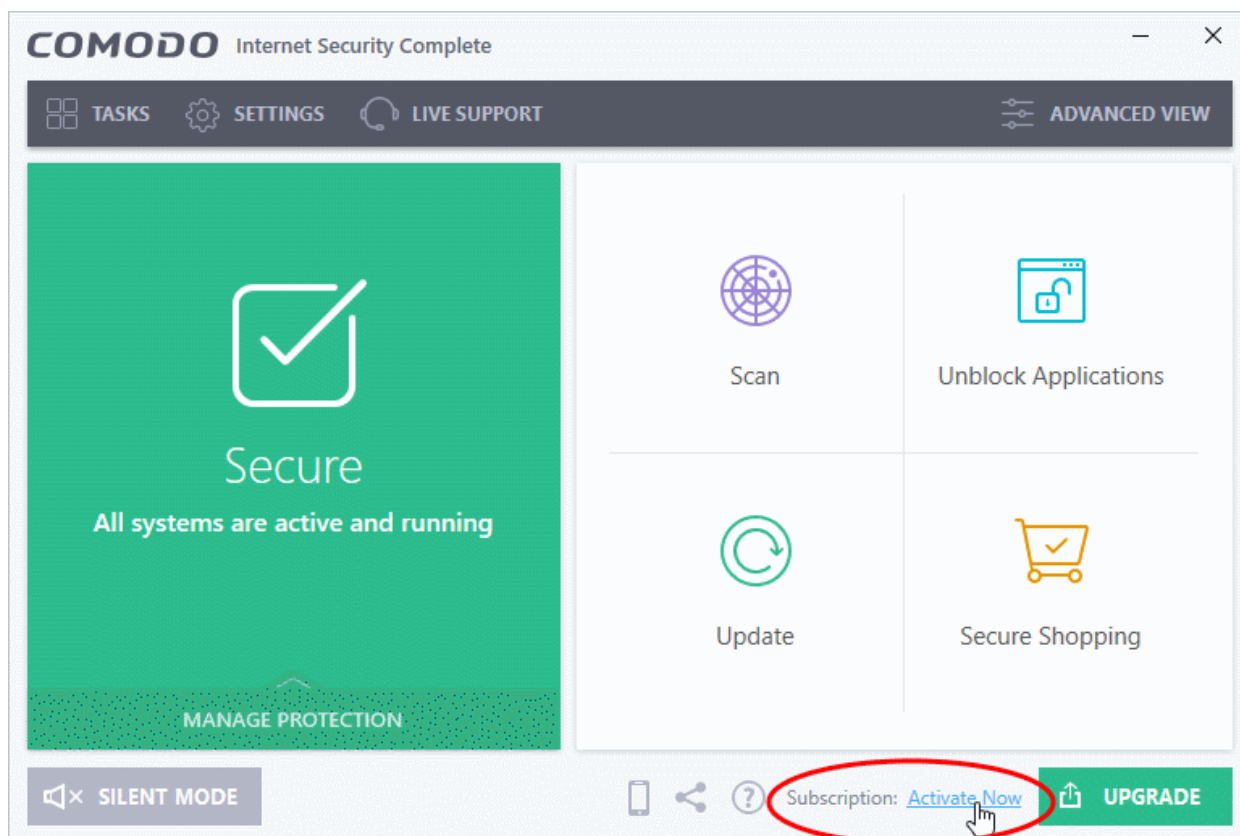 COMODO Internet Security Complete
TASKS SETTINGS LIVE SUPPORT ADVANCED VIEW
Secure
All systems are active and running
MANAGE PROTECTION
Scan
Unblock Applications
Update
Secure Shopping
SILENT MODE
?
Subscription: Activate Now
UPGRADE